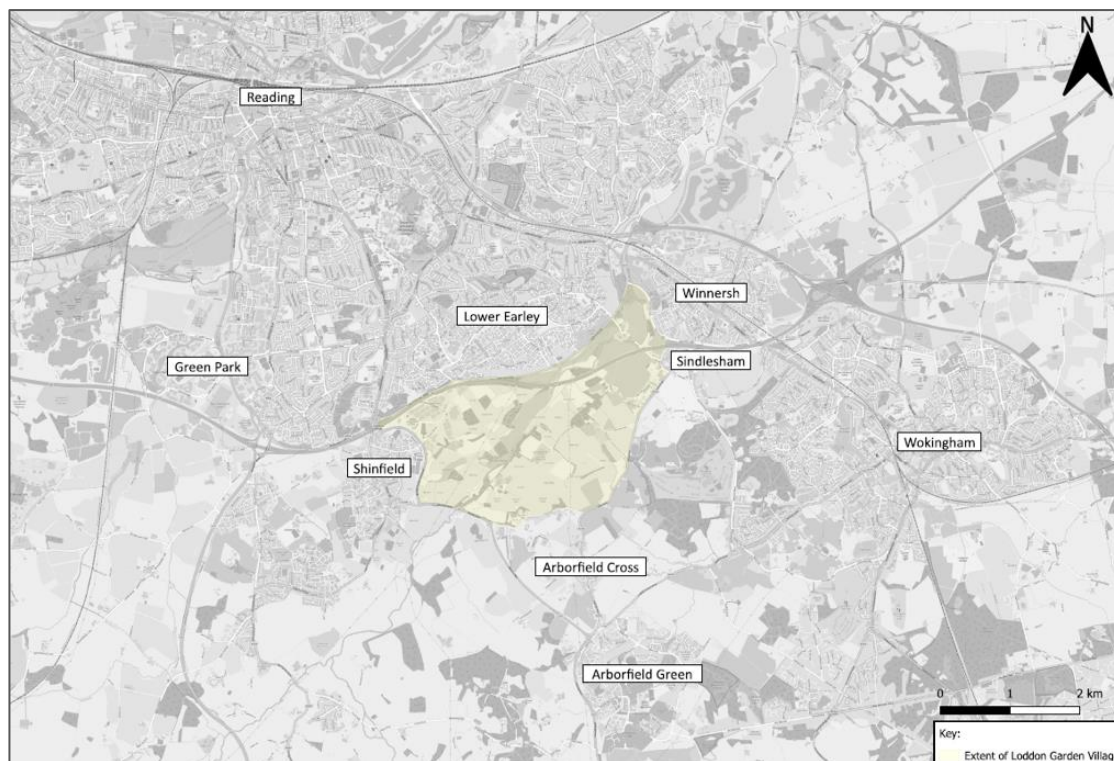 N
Reading
Winnersh
Lower Earley
Sindlesham
Green Park
Wokingham
Shinfield
Arborfield Cross
Arborfield Green
0 1 2 km
Key:
Extent of Loddon Garden Villag